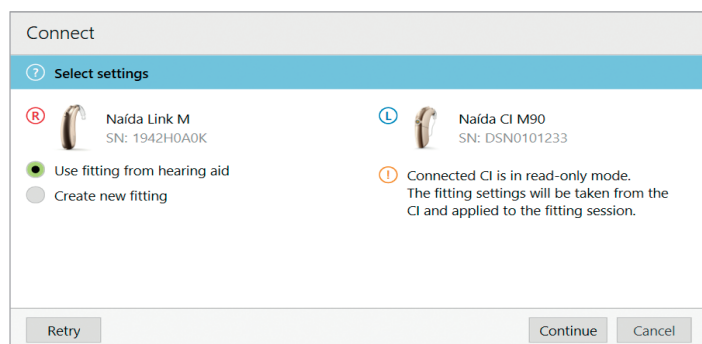 Connect
? Select settings
R
Naída Link M
SN: 1942H0A0K
Use fitting from hearing aid
Create new fitting
L
Naída CI M90
SN: DSN0101233
! Connected CI is in read-only mode.
The fitting settings will be taken from the
CI and applied to the fitting session.
Retry
Continue
Cancel